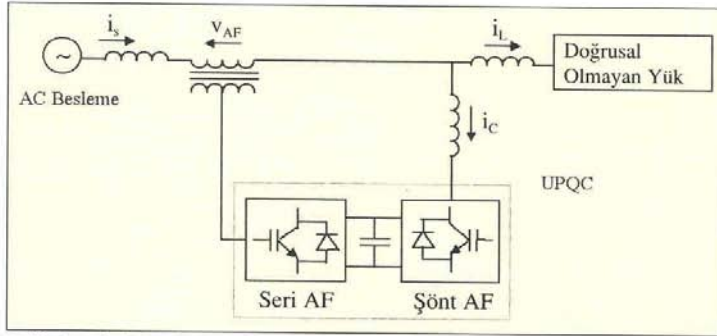 i_s
v_AF
i_L
Doğrusal
Olmayan Yük
~
AC Besleme
i_C
UPQC
Seri AF
Şönt AF